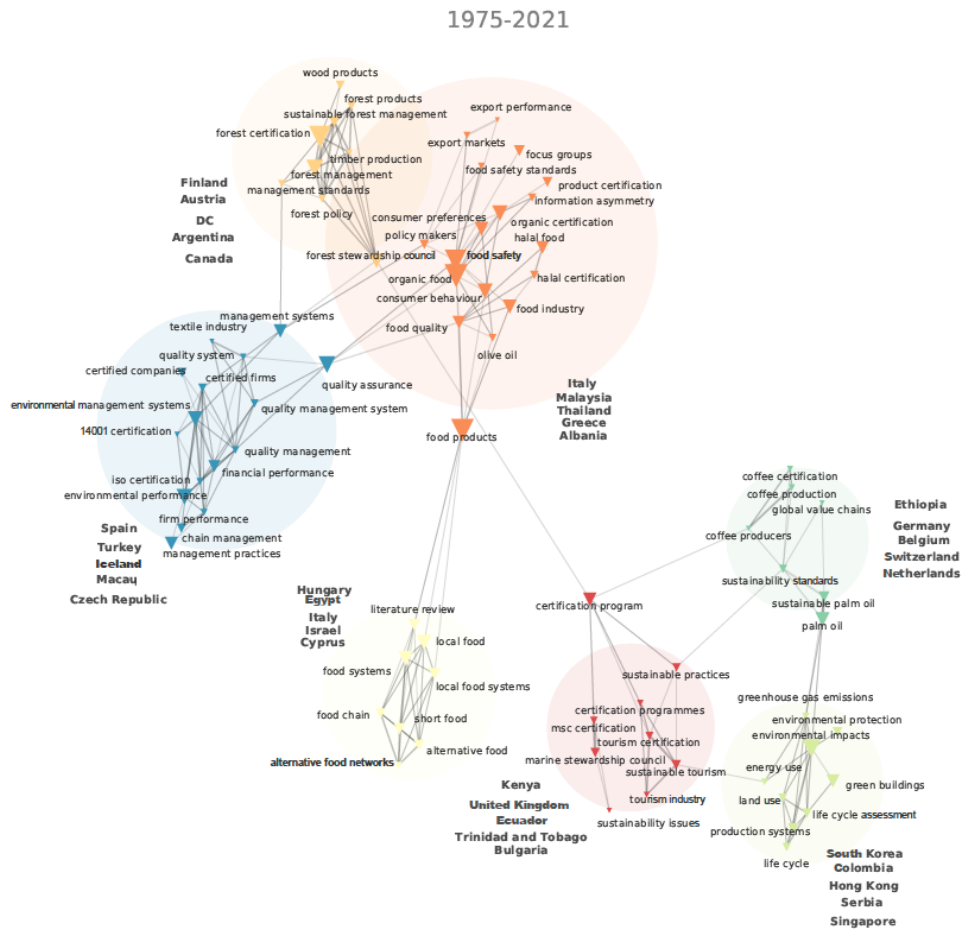 1975-2021
wood products
forest products
sustainable forest management
forest certification
timber production
forest management
management standards
forest policy
forest stewardship council
Finland
Austria
DC
Argentina
Canada
export performance
export markets
focus groups
food safety standards
product certification
information asymmetry
consumer preferences
organic certification
policy makers
halal food
food safety
organic food
halal certification
consumer behaviour
food industry
food quality
olive oil
food products
Italy
Malaysia
Thailand
Greece
Albania
management systems
textile industry
quality system
certified companies
certified firms
quality assurance
environmental management systems
quality management system
14001 certification
quality management
financial performance
iso certification
environmental performance
firm performance
chain management
management practices
Spain
Turkey
Iceland
Macau
Czech Republic
coffee certification
coffee production
global value chains
coffee producers
sustainability standards
sustainable palm oil
palm oil
Ethiopia
Germany
Belgium
Switzerland
Netherlands
Hungary
Egypt
Italy
Israel
Cyprus
literature review
local food
food systems
local food systems
food chain
short food
alternative food
alternative food networks
certification program
sustainable practices
certification programmes
msc certification
tourism certification
marine stewardship council
sustainable tourism
tourism industry
sustainability issues
Kenya
United Kingdom
Ecuador
Trinidad and Tobago
Bulgaria
greenhouse gas emissions
environmental protection
environmental impacts
energy use
green buildings
land use
life cycle assessment
production systems
life cycle
South Korea
Colombia
Hong Kong
Serbia
Singapore